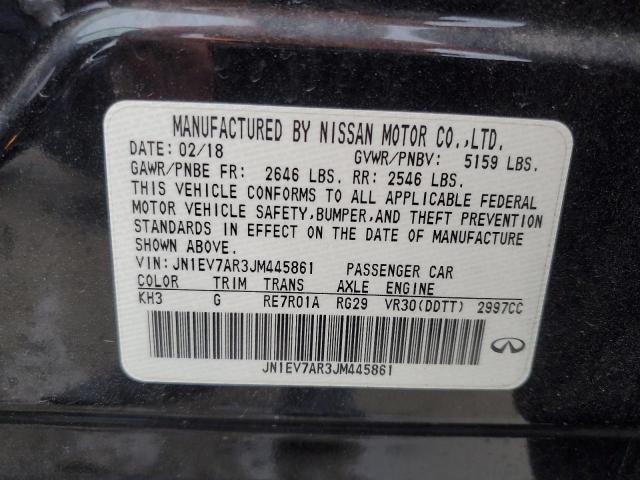 MANUFACTURED BY NISSAN MOTOR CO.,LTD.
DATE: 02/18 GVWR/PNBV: 5159 LBS.
GAWR/PNBE FR: 2646 LBS. RR: 2546 LBS.
THIS VEHICLE CONFORMS TO ALL APPLICABLE FEDERAL
MOTOR VEHICLE SAFETY,BUMPER,AND THEFT PREVENTION
STANDARDS IN EFFECT ON THE DATE OF MANUFACTURE
SHOWN ABOVE.
VIN: JN1EV7AR3JM445861 PASSENGER CAR
COLOR TRIM TRANS AXLE ENGINE
KH3 G RE7R01A RG29 VR30(DDTT) 2997CC
JN1EV7AR3JM445861